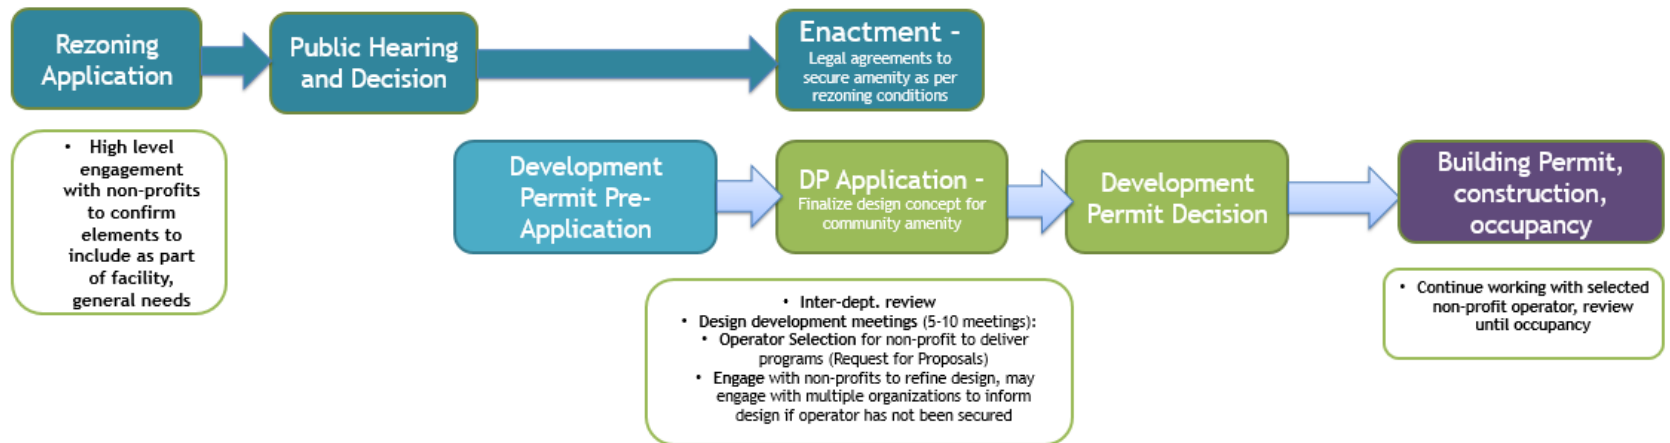 Rezoning
Application
Public Hearing
and Decision
Enactment –
Legal agreements to
secure amenity as per
rezoning conditions
• High level
engagement
with non-profits
to confirm
elements to
include as part
of facility,
general needs
Development
Permit Pre-
Application
DP Application –
Finalize design concept for
community amenity
Development
Permit Decision
Building Permit,
construction,
occupancy
• Inter-dept. review
• Design development meetings (5-10 meetings):
• Operator Selection for non-profit to deliver
programs (Request for Proposals)
• Engage with non-profits to refine design, may
engage with multiple organizations to inform
design if operator has not been secured
• Continue working with selected
non-profit operator, review
until occupancy